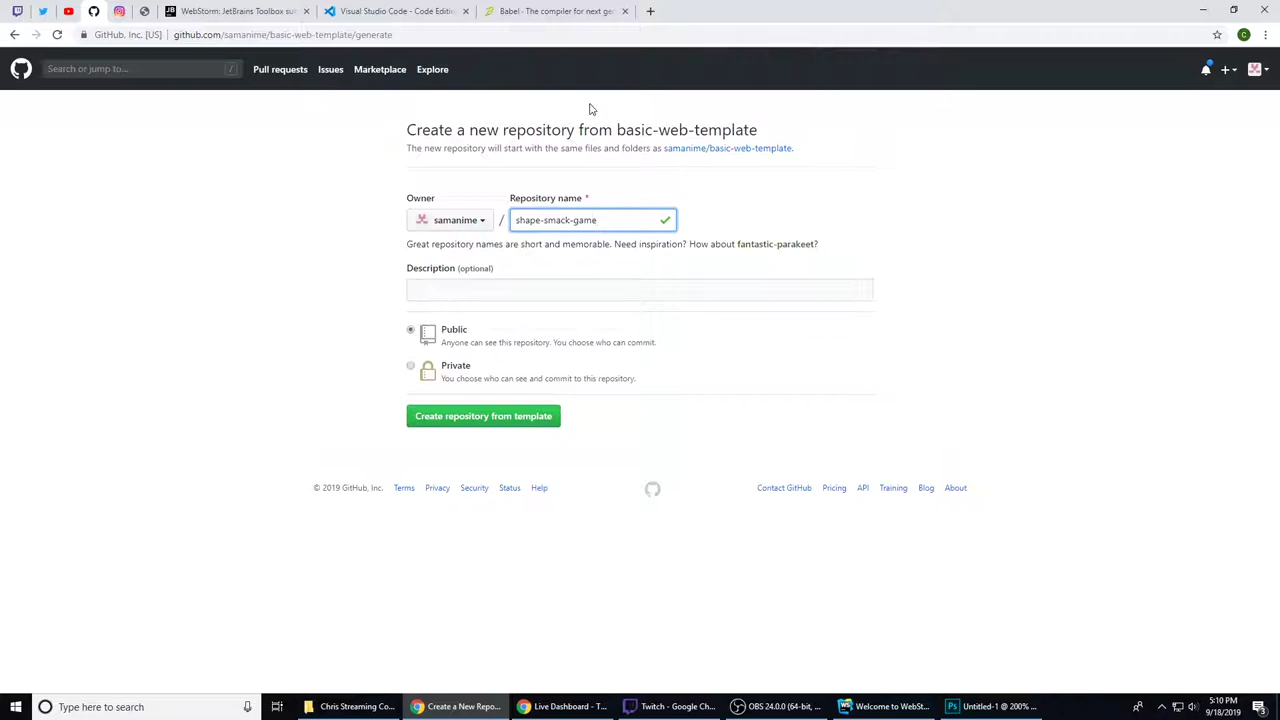 WebStorm: JetBrains Toolbox sub
Visual Studio Code - Code Editin
Babel - The compiler for next ge
GitHub, Inc. [US] | github.com/samanime/basic-web-template/generate
Search or jump to... /
Pull requests Issues Marketplace Explore
Create a new repository from basic-web-template
The new repository will start with the same files and folders as samanime/basic-web-template.
Owner Repository name *
samanime / shape-smack-game
Great repository names are short and memorable. Need inspiration? How about fantastic-parakeet?
Description (optional)
Public
Anyone can see this repository. You choose who can commit.
Private
You choose who can see and commit to this repository.
Create repository from template
© 2019 GitHub, Inc. Terms Privacy Security Status Help Contact GitHub Pricing API Training Blog About
Type here to search
Chris Streaming Co...
Create a New Repo...
Live Dashboard - T...
Twitch - Google Ch...
OBS 24.0.0 (64-bit, ...
Welcome to WebSt...
Untitled-1 @ 200% ...
5:10 PM
9/18/2019